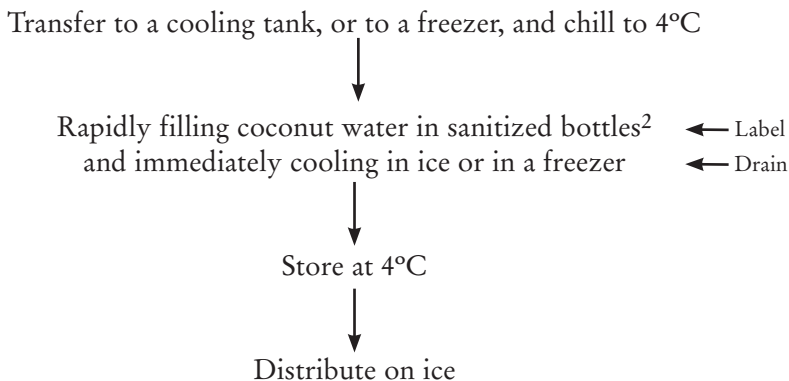 Transfer to a cooling tank, or to a freezer, and chill to 4ºC
Rapidly filling coconut water in sanitized bottles²
Label
and immediately cooling in ice or in a freezer
Drain
Store at 4ºC
Distribute on ice